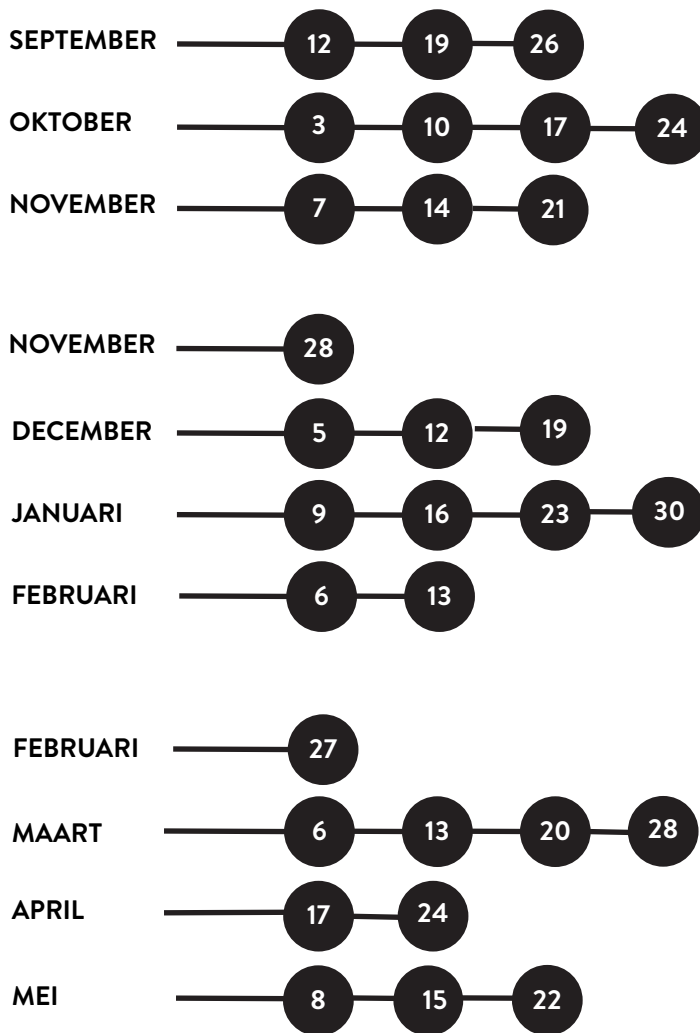 SEPTEMBER 12 19 26
OKTOBER 3 10 17 24
NOVEMBER 7 14 21
NOVEMBER 28
DECEMBER 5 12 19
JANUARI 9 16 23 30
FEBRUARI 6 13
FEBRUARI 27
MAART 6 13 20 28
APRIL 17 24
MEI 8 15 22